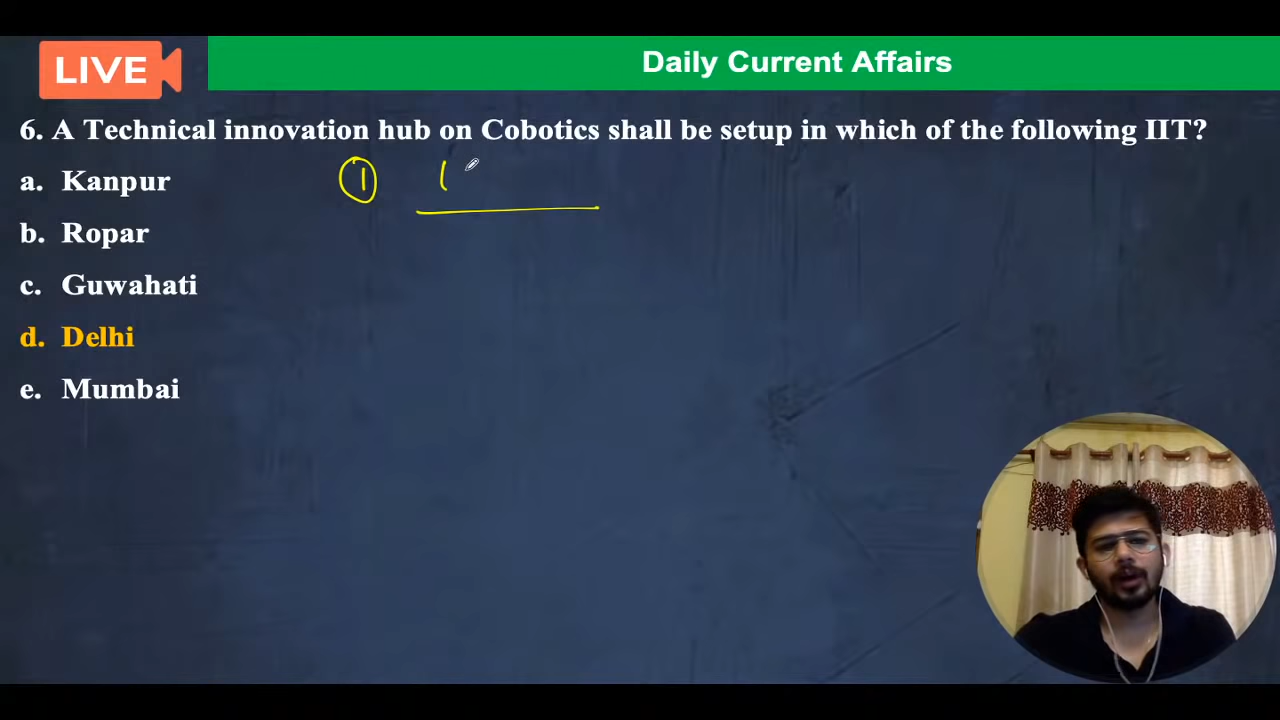 LIVE
Daily Current Affairs
6. A Technical innovation hub on Cobotics shall be setup in which of the following IIT?
a. Kanpur
1
b. Ropar
c. Guwahati
d. Delhi
e. Mumbai